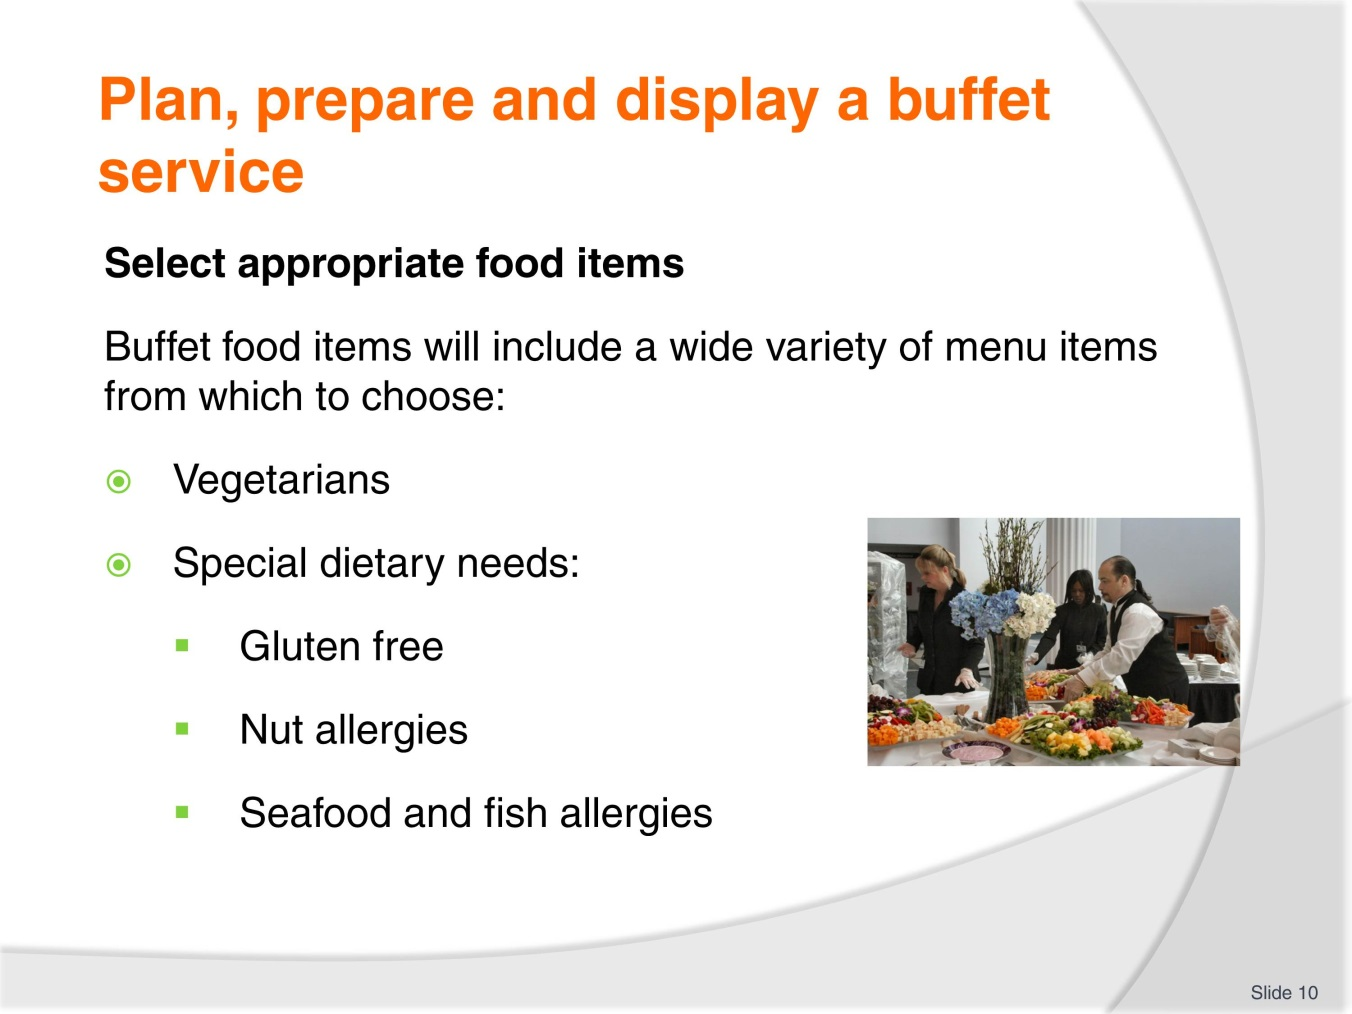 Plan, prepare and display a buffet
service
Select appropriate food items
Buffet food items will include a wide variety of menu items
from which to choose:
Vegetarians
Special dietary needs:
Gluten free
Nut allergies
Seafood and fish allergies
Slide 10